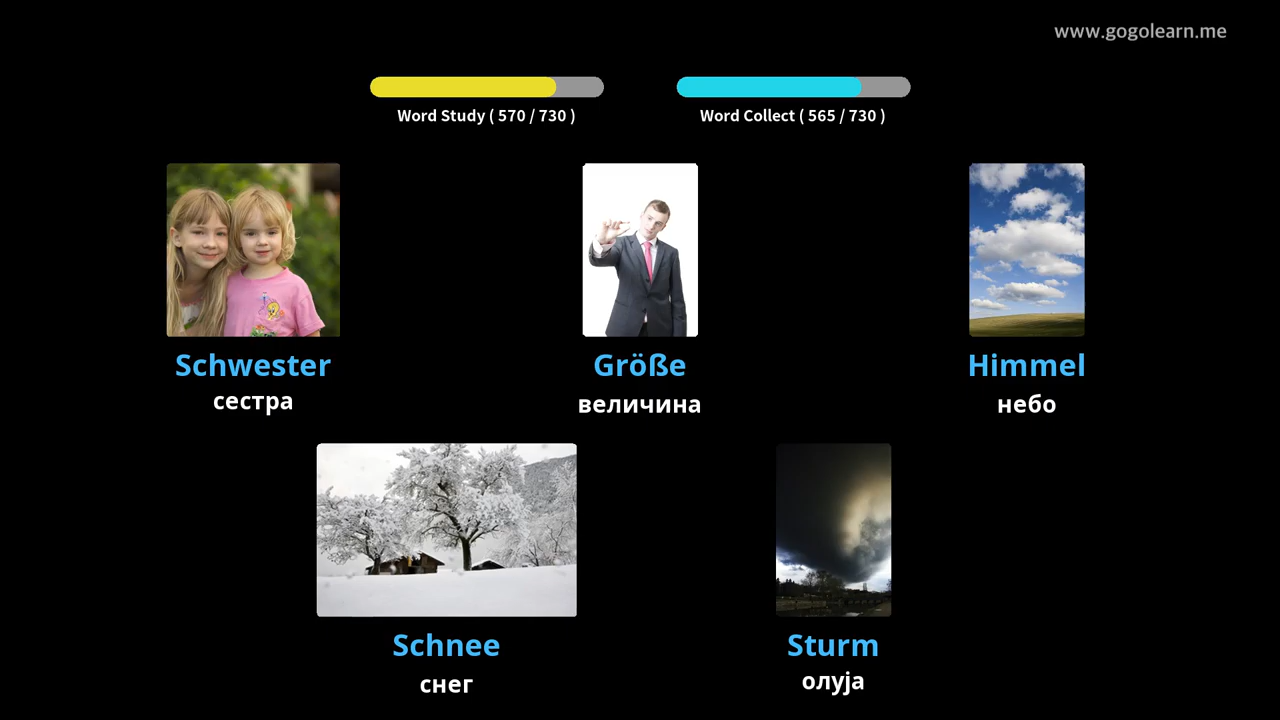 www.gogolearn.me
Word Study ( 570 / 730 )
Word Collect ( 565 / 730 )
Schwester
сестра
Größe
величина
Himmel
небо
Schnee
снег
Sturm
олуја